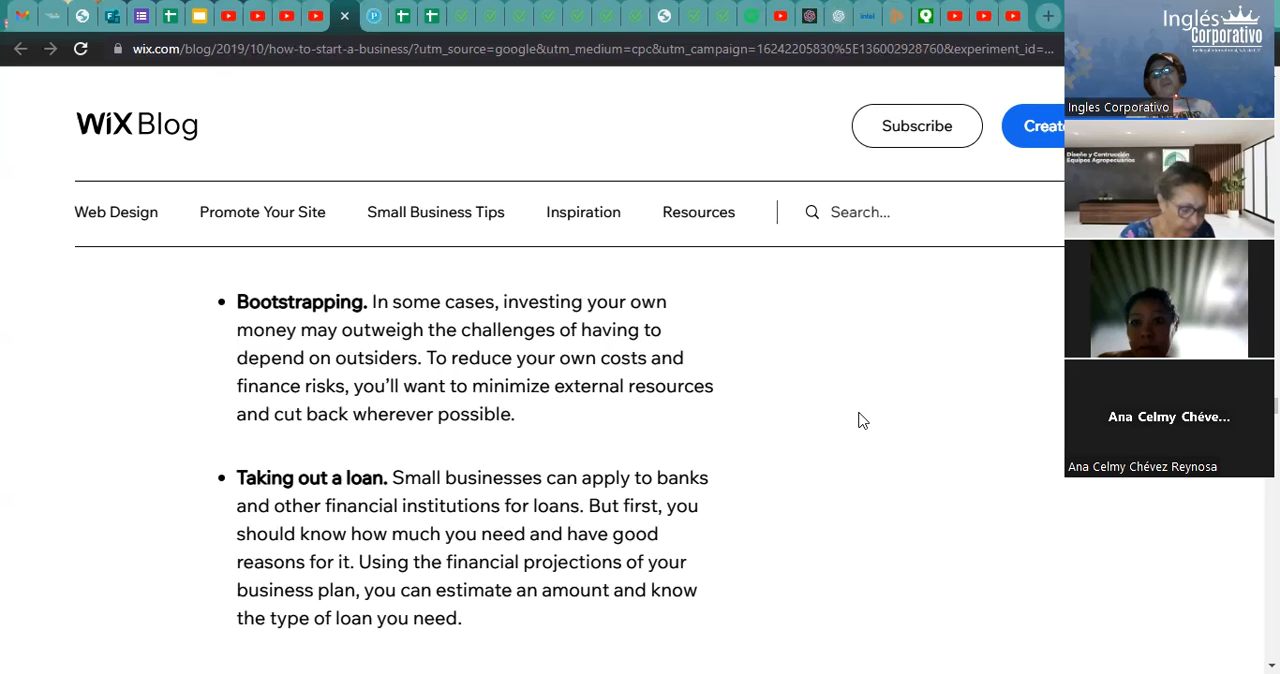 wix.com/blog/2019/10/how-to-start-a-business/?utm_source=google&utm_medium=cpc&utm_campaign=16242205830%5E136002928760&experiment_id=...
WiX Blog
Subscribe
Create
Web Design Promote Your Site Small Business Tips Inspiration Resources Search...
• Bootstrapping. In some cases, investing your own
money may outweigh the challenges of having to
depend on outsiders. To reduce your own costs and
finance risks, you’ll want to minimize external resources
and cut back wherever possible.
• Taking out a loan. Small businesses can apply to banks
and other financial institutions for loans. But first, you
should know how much you need and have good
reasons for it. Using the financial projections of your
business plan, you can estimate an amount and know
the type of loan you need.
Inglés
Corporativo
Ingles Corporativo
Diseño y Contrucción
Equipos Agropecuarios
Ana Celmy Chéve...
Ana Celmy Chévez Reynosa